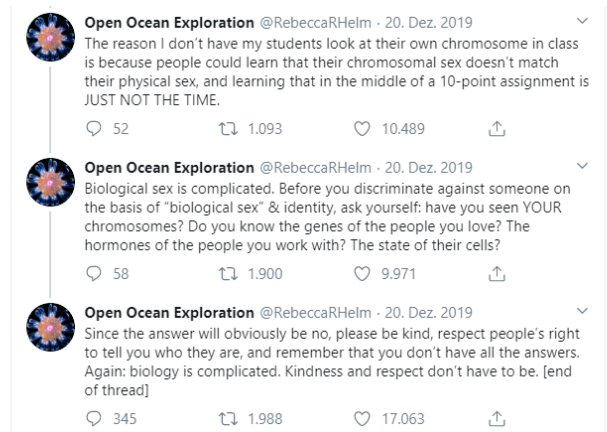 Open Ocean Exploration @RebeccaRHelm · 20. Dez. 2019
The reason I don't have my students look at their own chromosome in class
is because people could learn that their chromosomal sex doesn't match
their physical sex, and learning that in the middle of a 10-point assignment is
JUST NOT THE TIME.
52 1.093 10.489
Open Ocean Exploration @RebeccaRHelm · 20. Dez. 2019
Biological sex is complicated. Before you discriminate against someone on
the basis of "biological sex" & identity, ask yourself: have you seen YOUR
chromosomes? Do you know the genes of the people you love? The
hormones of the people you work with? The state of their cells?
58 1.900 9.971
Open Ocean Exploration @RebeccaRHelm · 20. Dez. 2019
Since the answer will obviously be no, please be kind, respect people's right
to tell you who they are, and remember that you don't have all the answers.
Again: biology is complicated. Kindness and respect don't have to be. [end
of thread]
345 1.988 17.063